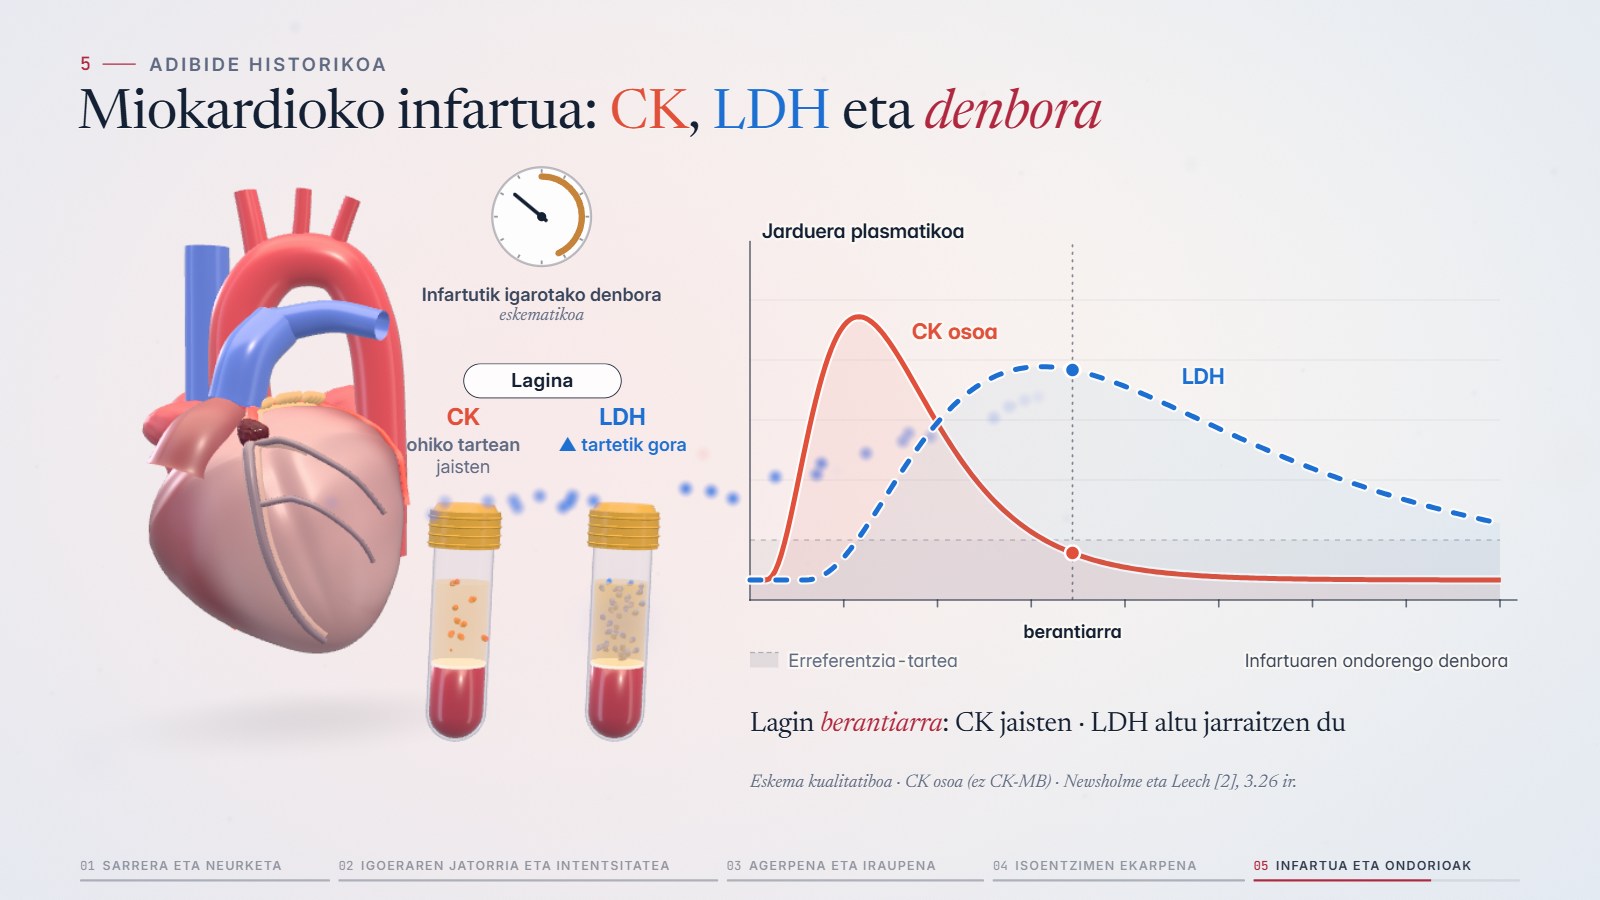 5 — ADIBIDE HISTORIKOA
Miokardioko infartua: CK, LDH eta denbora
Infartutik igarotako denbora
eskematikoa
Lagina
CK
ohiko tartean
jaisten
LDH
▲ tartetik gora
Jarduera plasmatikoa
CK osoa
LDH
berantiarra
Erreferentzia-tartea
Infartuaren ondorengo denbora
Lagin berantiarra: CK jaisten · LDH altu jarraitzen du
Eskema kualitatiboa · CK osoa (ez CK-MB) · Newsholme eta Leech [2], 3.26 ir.
01 SARRERA ETA NEURKETA
02 IGOERAREN JATORRIA ETA INTENTSITATEA
03 AGERPENA ETA IRAUPENA
04 ISOENTZIMEN EKARPENA
05 INFARTUA ETA ONDORIOAK